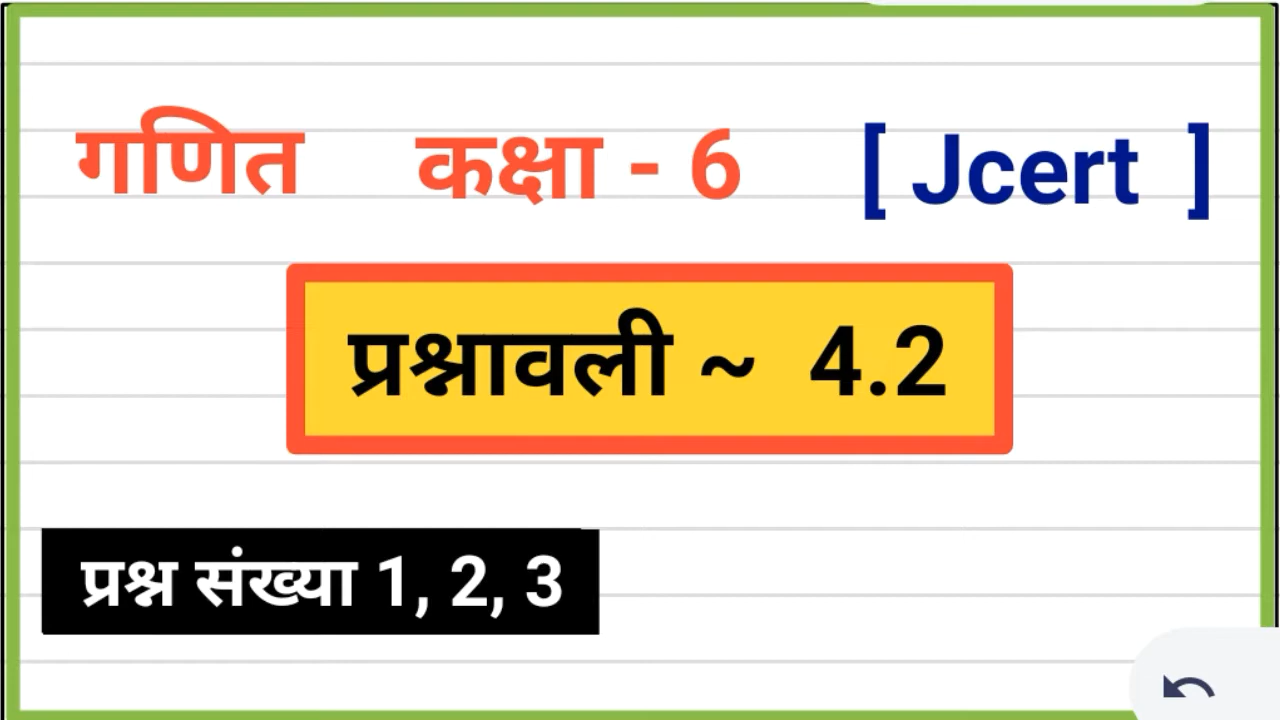 गणित कक्षा - 6 [ Jcert ]
प्रश्नावली ~ 4.2
प्रश्न संख्या 1, 2, 3